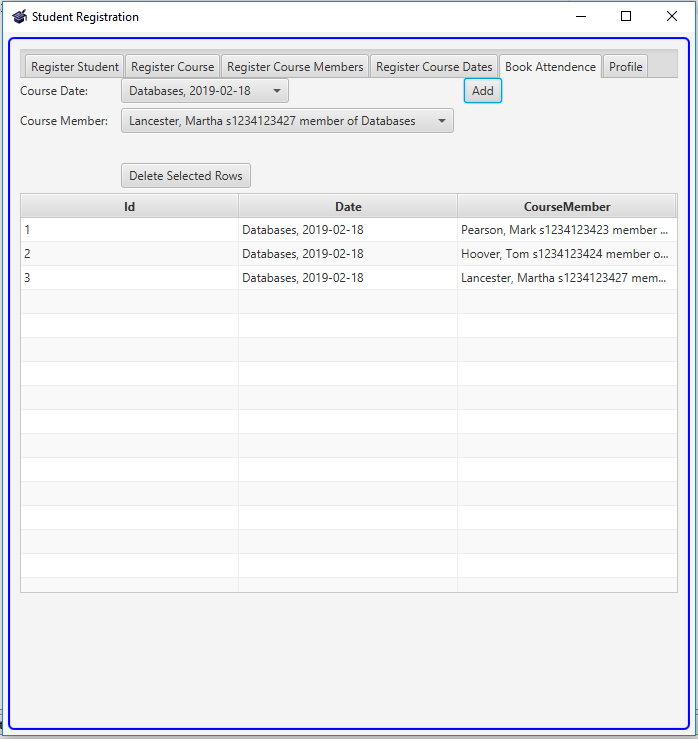 Student Registration
Register Student Register Course Register Course Members Register Course Dates Book Attendence Profile
Course Date: Databases, 2019-02-18 Add
Course Member: Lancester, Martha s1234123427 member of Databases
Delete Selected Rows
Id Date CourseMember
1 Databases, 2019-02-18 Pearson, Mark s1234123423 member ...
2 Databases, 2019-02-18 Hoover, Tom s1234123424 member o...
3 Databases, 2019-02-18 Lancester, Martha s1234123427 mem...